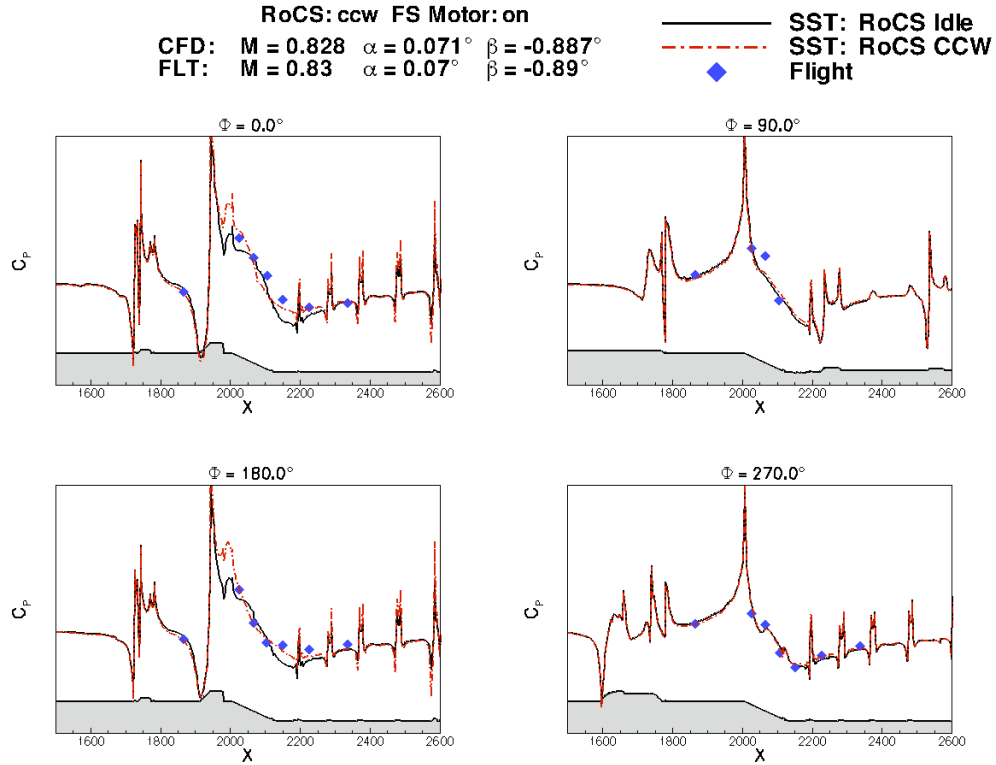 RoCS: ccw FS Motor: on
CFD: M = 0.828 α = 0.071° β = -0.887°
FLT: M = 0.83 α = 0.07° β = -0.89°
SST: RoCS Idle
SST: RoCS CCW
Flight
Φ = 0.0°
CP
1600 1800 2000 2200 2400 2600
X
Φ = 90.0°
CP
1600 1800 2000 2200 2400 2600
X
Φ = 180.0°
CP
1600 1800 2000 2200 2400 2600
X
Φ = 270.0°
CP
1600 1800 2000 2200 2400 2600
X